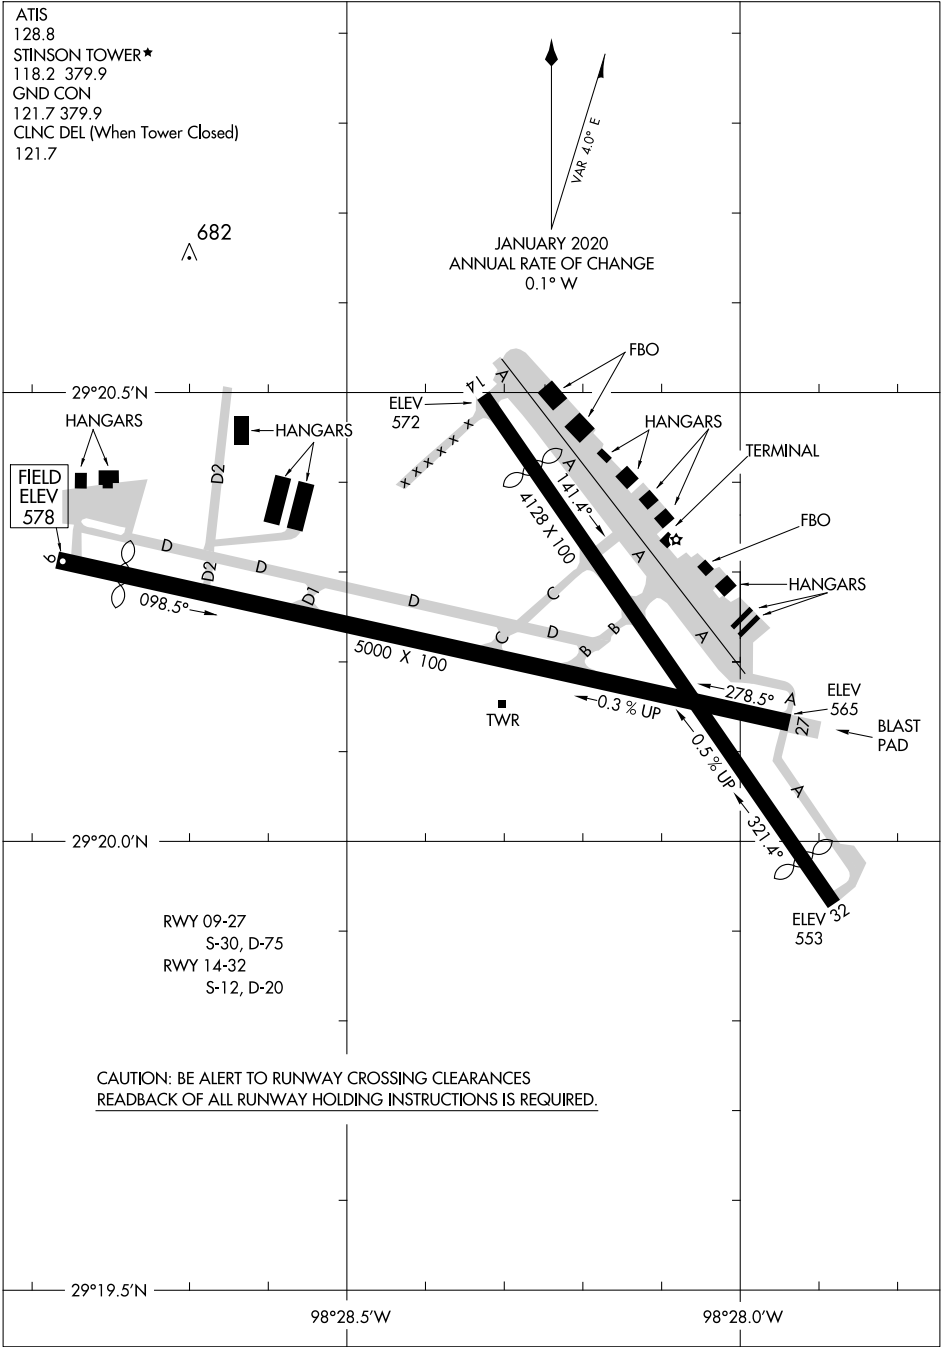 ATIS
128.8
STINSON TOWER★
118.2 379.9
GND CON
121.7 379.9
CLNC DEL (When Tower Closed)
121.7
VAR 4.0° E
682
JANUARY 2020
ANNUAL RATE OF CHANGE
0.1° W
FBO
29°20.5'N
14
A
ELEV
572
HANGARS
HANGARS
HANGARS
TERMINAL
D2
x x x x x x
A
141.4°
4128 X 100
FIELD
ELEV
578
FBO
9
D
D2
D
D1
D
C
A
HANGARS
098.5°
C
D
B
B
A
5000 X 100
278.5°
A
ELEV
565
0.3 % UP
27
TWR
BLAST
PAD
0.5 % UP
A
29°20.0'N
321.4°
32
ELEV
553
RWY 09-27
S-30, D-75
RWY 14-32
S-12, D-20
CAUTION: BE ALERT TO RUNWAY CROSSING CLEARANCES
READBACK OF ALL RUNWAY HOLDING INSTRUCTIONS IS REQUIRED.
29°19.5'N
98°28.5'W
98°28.0'W